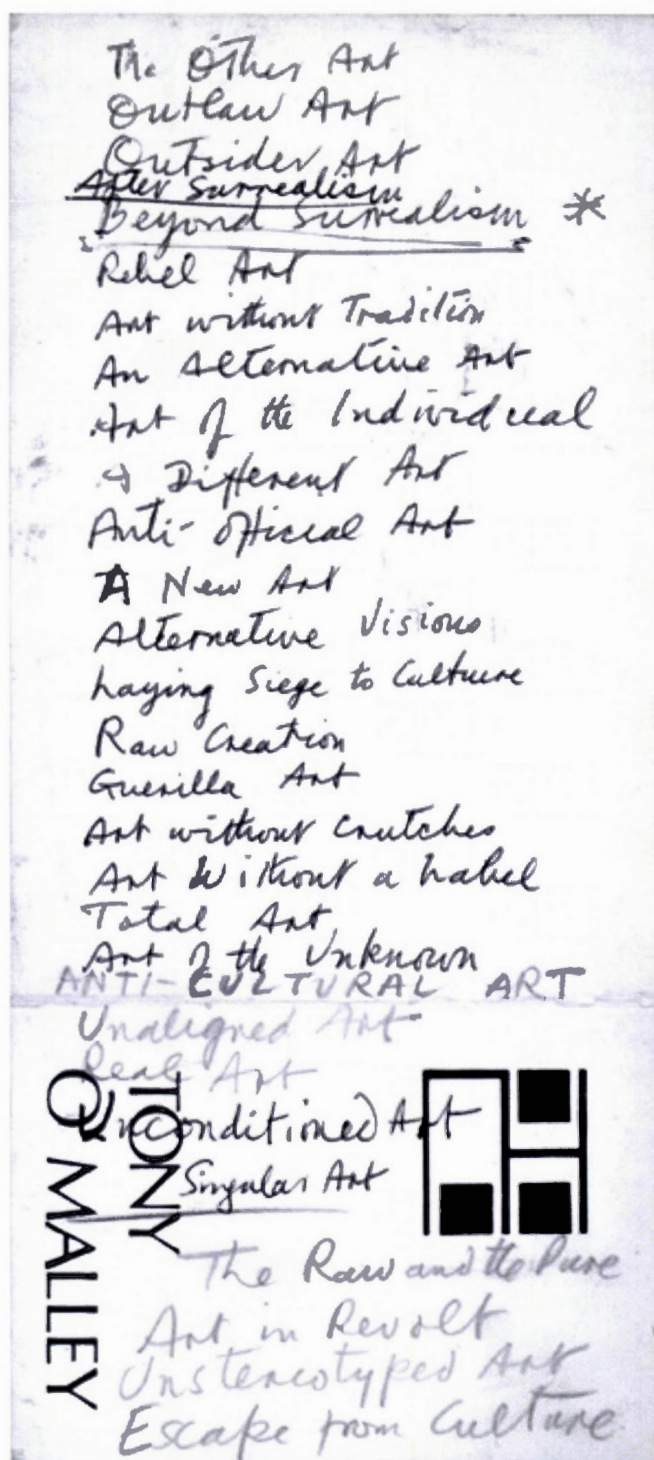 The Other Art
Outlaw Art
Outsider Art
After Surrealism
Beyond Surrealism *
Rebel Art
Art without Tradition
An Alternative Art
Art of the Individual
A Different Art
Anti-official Art
A New Art
Alternative Visions
Laying Siege to Culture
Raw Creation
Guerilla Art
Art without Crutches
Art Without a Label
Total Art
Art of the Unknown
ANTI-CULTURAL ART
Unaligned Art
Real Art
Unconditioned Art
Singular Art
The Raw and the Pure
Art in Revolt
Unstereotyped Art
Escape from Culture
TONY
O'MALLEY